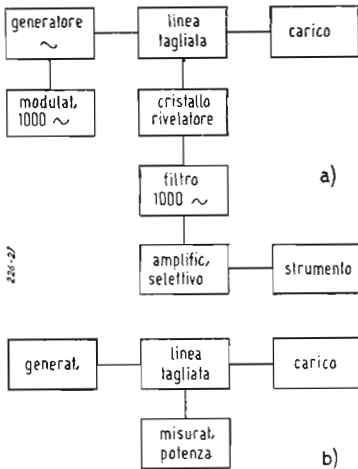 generatore
~
linea
tagliata
carico
modulat,
1000 ~
cristallo
rivelatore
filtro
1000 ~
a)
amplific,
selettivo
strumento
226-27
generat,
linea
tagliata
carico
misurat,
potenza
b)